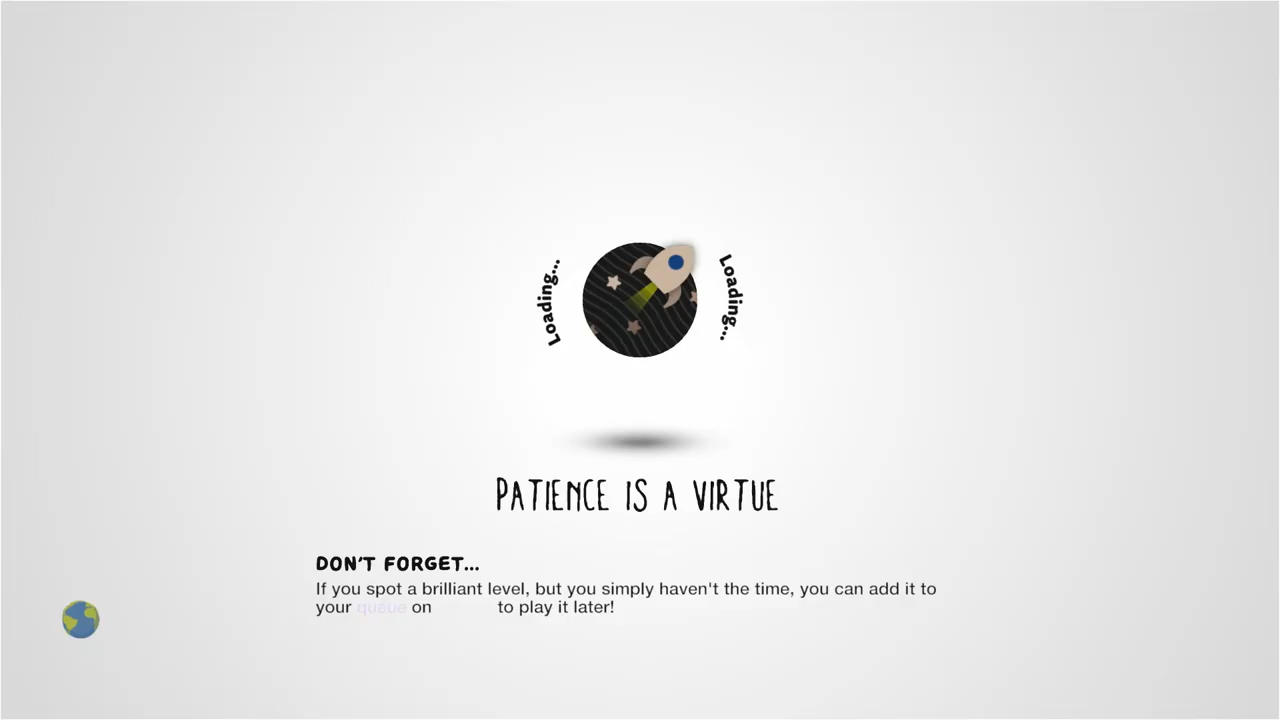 Loading...
Loading...
PATIENCE IS A VIRTUE
DON'T FORGET...
If you spot a brilliant level, but you simply haven't the time, you can add it to
your queue on to play it later!